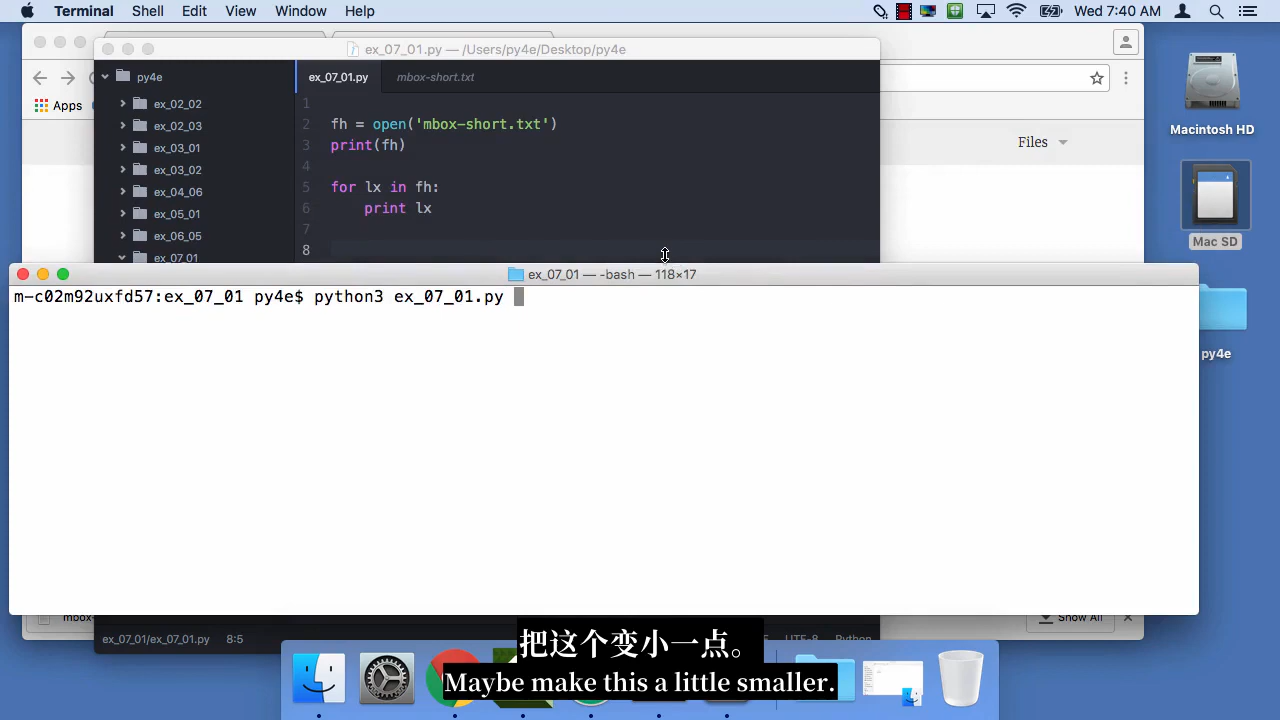 Terminal Shell Edit View Window Help
Wed 7:40 AM
ex_07_01.py — /Users/py4e/Desktop/py4e
py4e
ex_07_01.py mbox-short.txt
Apps
ex_02_02
ex_02_03
ex_03_01
ex_03_02
ex_04_06
ex_05_01
ex_06_05
ex_07_01
1
2 fh = open('mbox-short.txt')
3 print(fh)
4
5 for lx in fh:
6 print lx
7
8
Files
Macintosh HD
Mac SD
py4e
ex_07_01 — -bash — 118×17
m-c02m92uxfd57:ex_07_01 py4e$ python3 ex_07_01.py
mbox-
Show All
ex_07_01/ex_07_01.py 8:5
UTF-8 Python
把这个变小一点。
Maybe make this a little smaller.